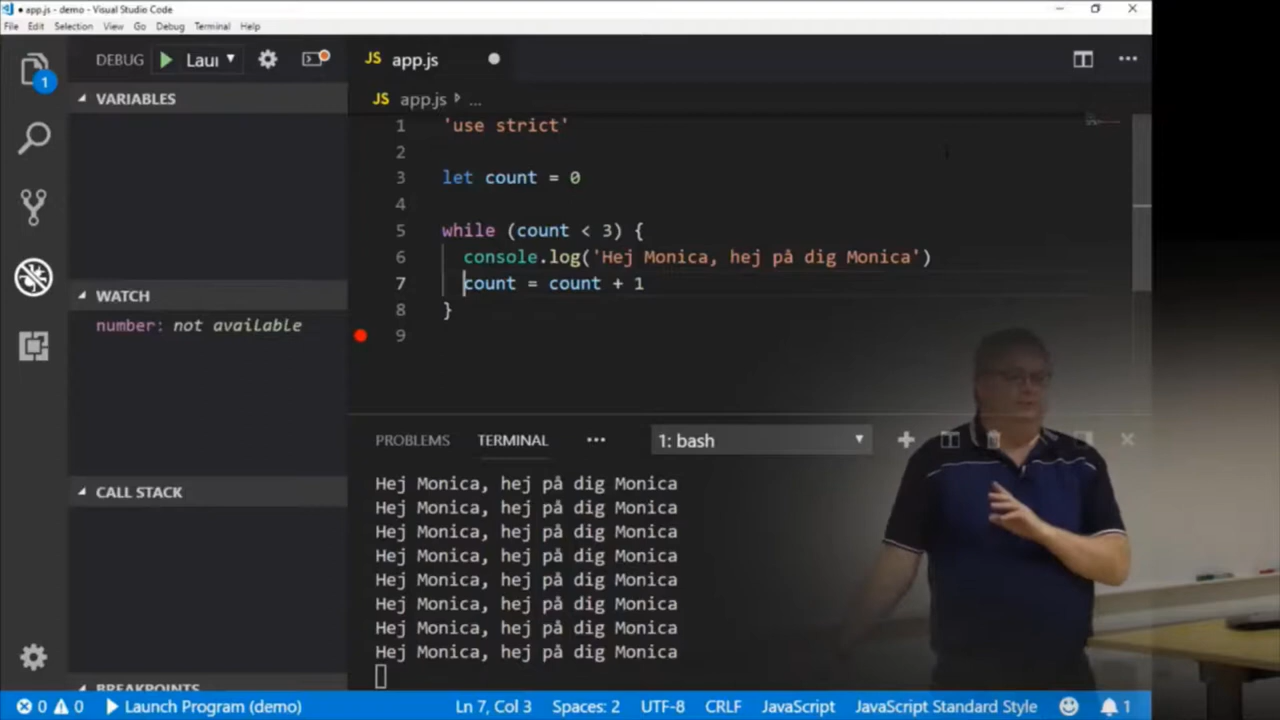 ● app.js - demo - Visual Studio Code
File Edit Selection View Go Debug Terminal Help
1
DEBUG Laui
JS app.js
VARIABLES
WATCH
number: not available
CALL STACK
BREAKPOINTS
JS app.js ...
1 'use strict'
2
3 let count = 0
4
5 while (count < 3) {
6 console.log('Hej Monica, hej på dig Monica')
7 count = count + 1
8 }
9
PROBLEMS TERMINAL ... 1: bash
Hej Monica, hej på dig Monica
Hej Monica, hej på dig Monica
Hej Monica, hej på dig Monica
Hej Monica, hej på dig Monica
Hej Monica, hej på dig Monica
Hej Monica, hej på dig Monica
Hej Monica, hej på dig Monica
Hej Monica, hej på dig Monica
0 0 Launch Program (demo) Ln 7, Col 3 Spaces: 2 UTF-8 CRLF JavaScript JavaScript Standard Style 1